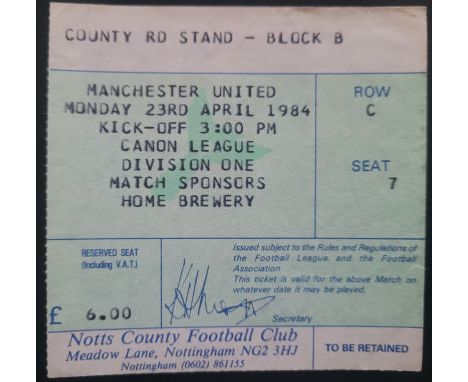 COUNTY RD STAND - BLOCK B
MANCHESTER UNITED
MONDAY 23RD APRIL 1984
KICK-OFF 3:00 PM
CANON LEAGUE
DIVISION ONE
MATCH SPONSORS
HOME BREWERY
ROW
C
SEAT
7
RESERVED SEAT
(Including V.A.T.)
£ 6.00
Issued subject to the Rules and Regulations of
the Football League and the Football
Association
This ticket is valid for the above Match on
whatever date it may be played.
Secretary
Notts County Football Club
Meadow Lane, Nottingham NG2 3HJ
Nottingham (0602) 861155
TO BE RETAINED